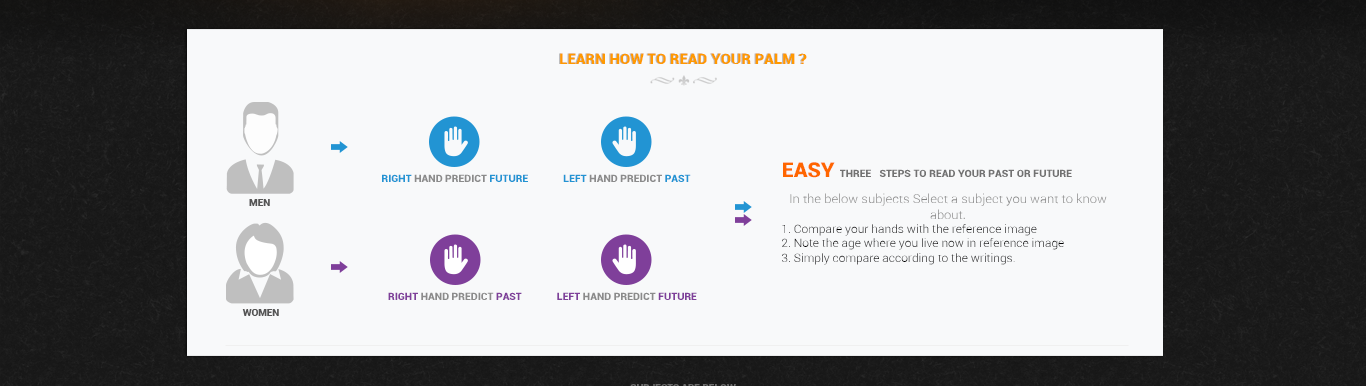 LEARN HOW TO READ YOUR PALM ?
RIGHT HAND PREDICT FUTURE
LEFT HAND PREDICT PAST
MEN
RIGHT HAND PREDICT PAST
LEFT HAND PREDICT FUTURE
WOMEN
EASY THREE STEPS TO READ YOUR PAST OR FUTURE
In the below subjects Select a subject you want to know
about.
1. Compare your hands with the reference image
2. Note the age where you live now in reference image
3. Simply compare according to the writings.